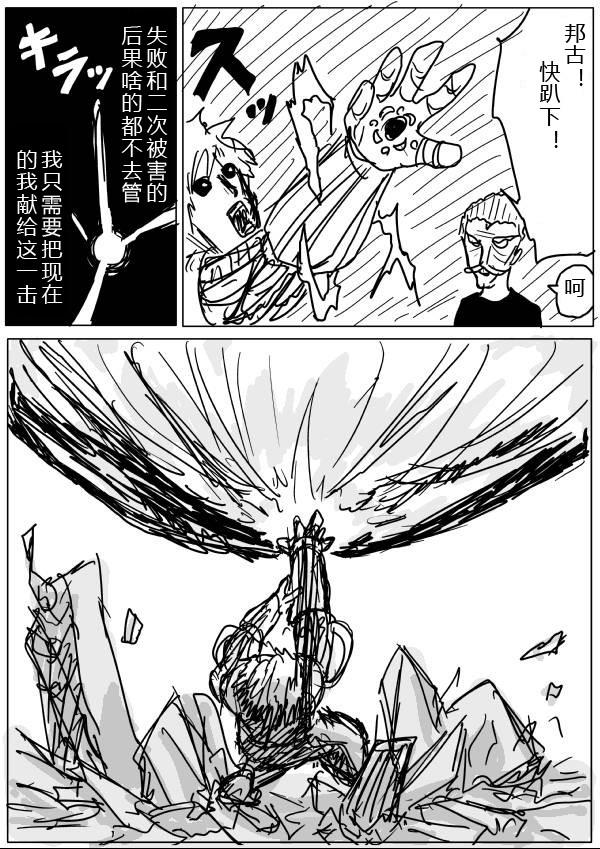 邦古！
快趴下！
呵
スッ
キラッ
失败和二次被害的
后果啥的都不去管
我只需要把现在
的我献给这一击